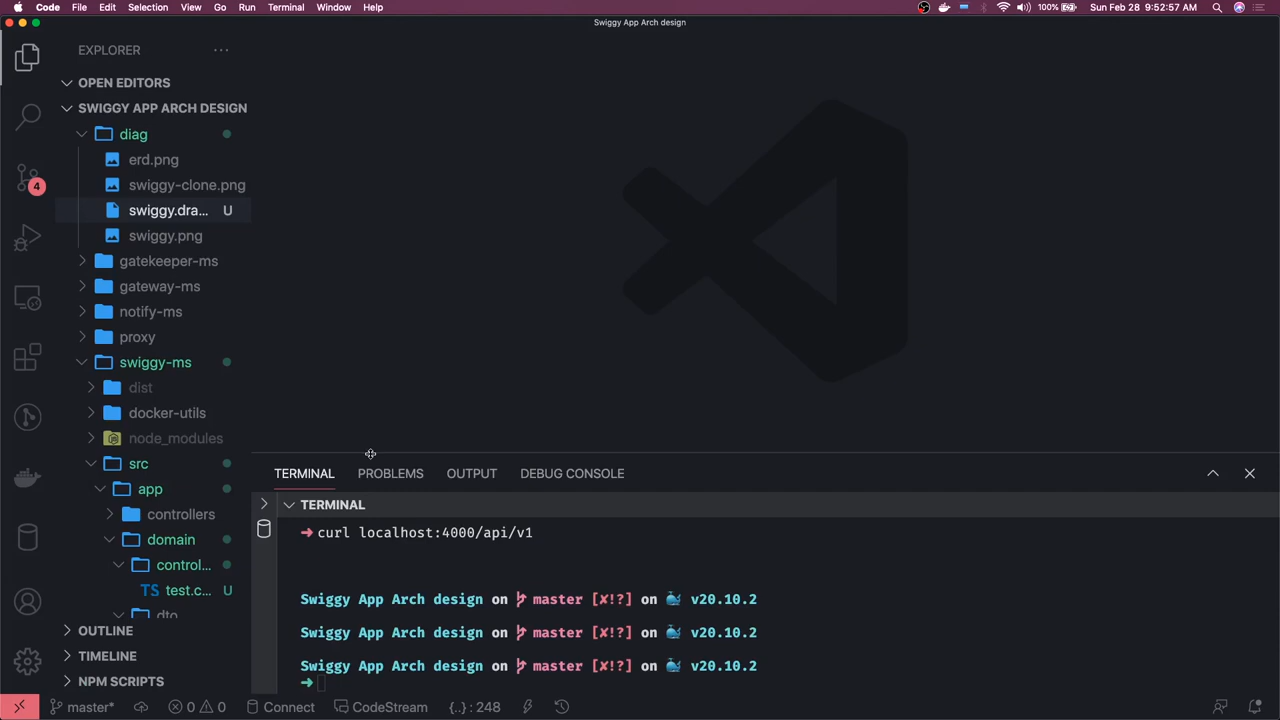 Code File Edit Selection View Go Run Terminal Window Help 100% Sun Feb 28 9:52:57 AM
Swiggy App Arch design
EXPLORER ...
OPEN EDITORS
SWIGGY APP ARCH DESIGN
diag
erd.png
swiggy-clone.png
4
swiggy.dra... U
swiggy.png
gatekeeper-ms
gateway-ms
notify-ms
proxy
swiggy-ms
dist
docker-utils
node_modules
src
app
controllers
domain
control...
TS test.c... U
dto
OUTLINE
TIMELINE
NPM SCRIPTS
TERMINAL PROBLEMS OUTPUT DEBUG CONSOLE
TERMINAL
➜ curl localhost:4000/api/v1
Swiggy App Arch design on master [✘!?] on 🐳 v20.10.2
Swiggy App Arch design on master [✘!?] on 🐳 v20.10.2
Swiggy App Arch design on master [✘!?] on 🐳 v20.10.2
➜
master* 0 0 Connect CodeStream {..} : 248